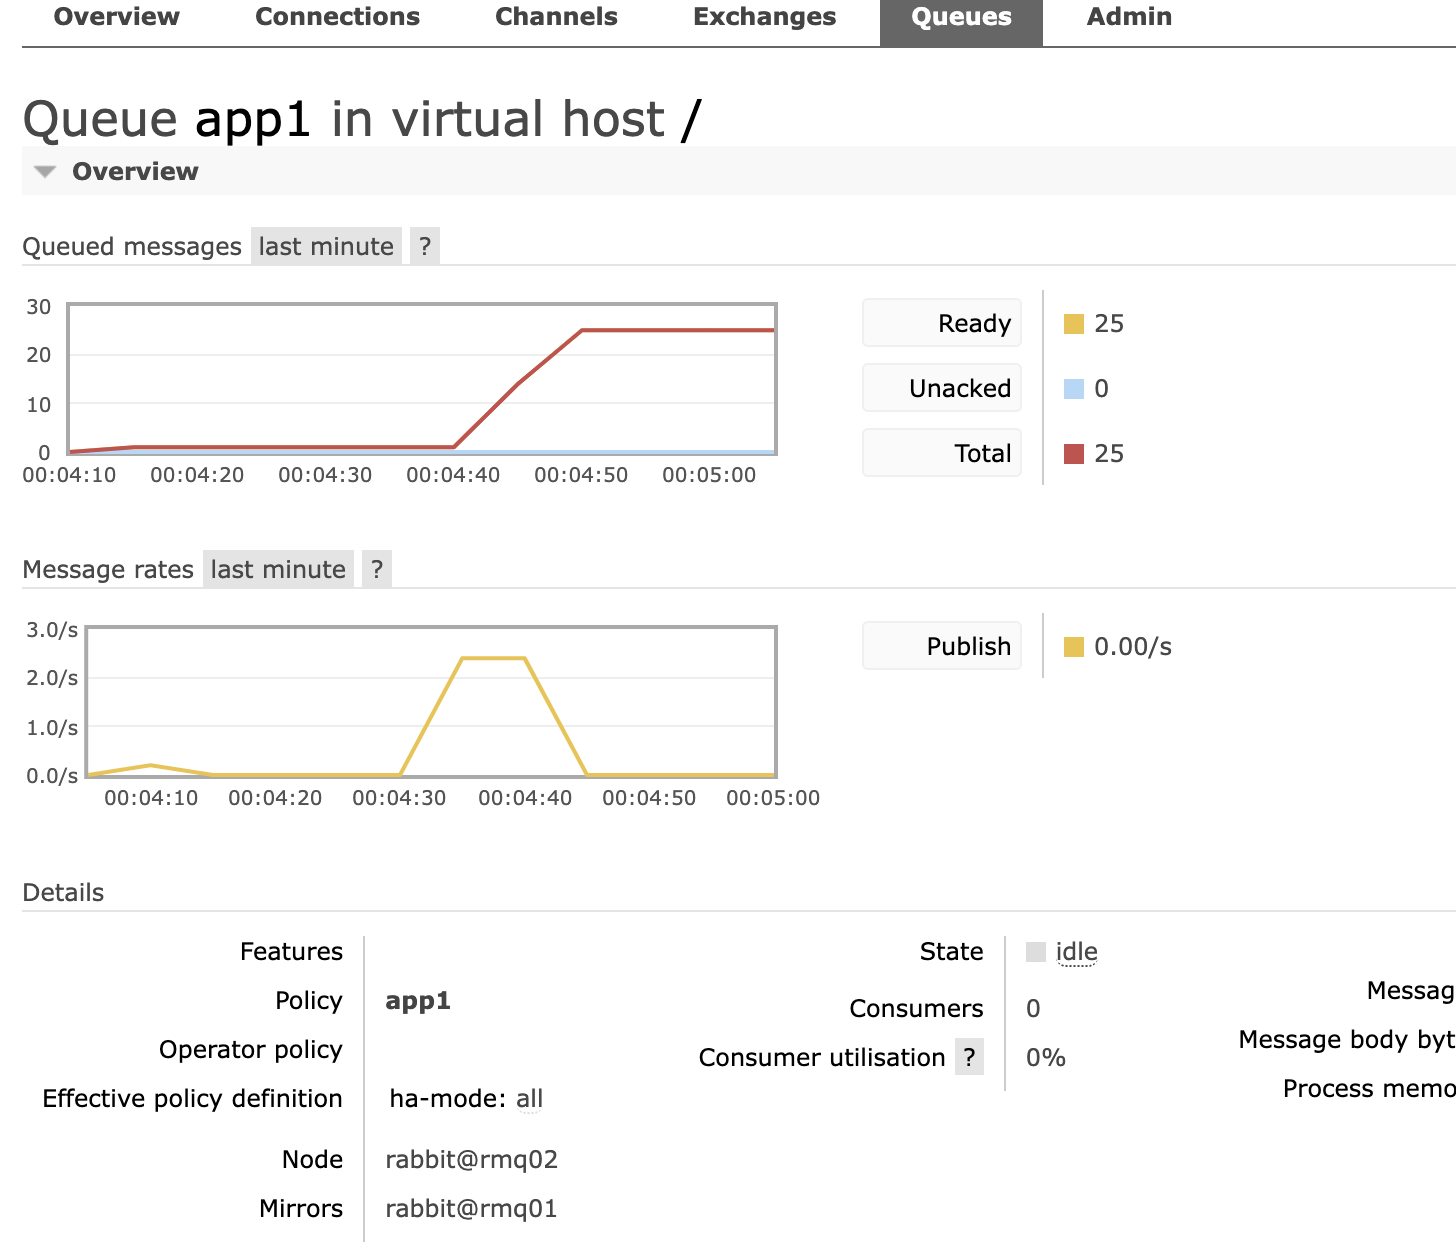 Overview Connections Channels Exchanges Queues Admin
Queue app1 in virtual host /
Overview
Queued messages last minute ?
30
20
10
0
00:04:10 00:04:20 00:04:30 00:04:40 00:04:50 00:05:00
Ready 25
Unacked 0
Total 25
Message rates last minute ?
3.0/s
2.0/s
1.0/s
0.0/s
00:04:10 00:04:20 00:04:30 00:04:40 00:04:50 00:05:00
Publish 0.00/s
Details
Features
Policy app1
Operator policy
Effective policy definition ha-mode: all
Node rabbit@rmq02
Mirrors rabbit@rmq01
State idle
Consumers 0
Consumer utilisation ? 0%
Messag
Message body byt
Process memo